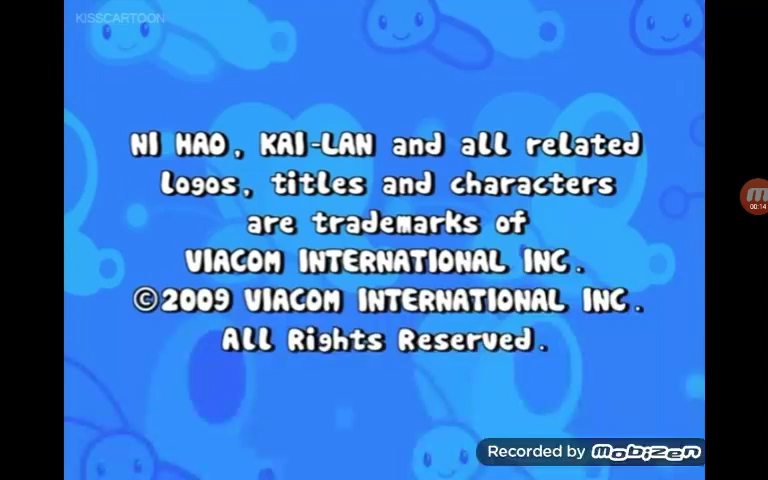 KISSCARTOON
NI HAO, KAI-LAN and all related
logos, titles and characters
are trademarks of
VIACOM INTERNATIONAL INC.
©2009 VIACOM INTERNATIONAL INC.
ALL Rights Reserved.
00:14
Recorded by mobizen